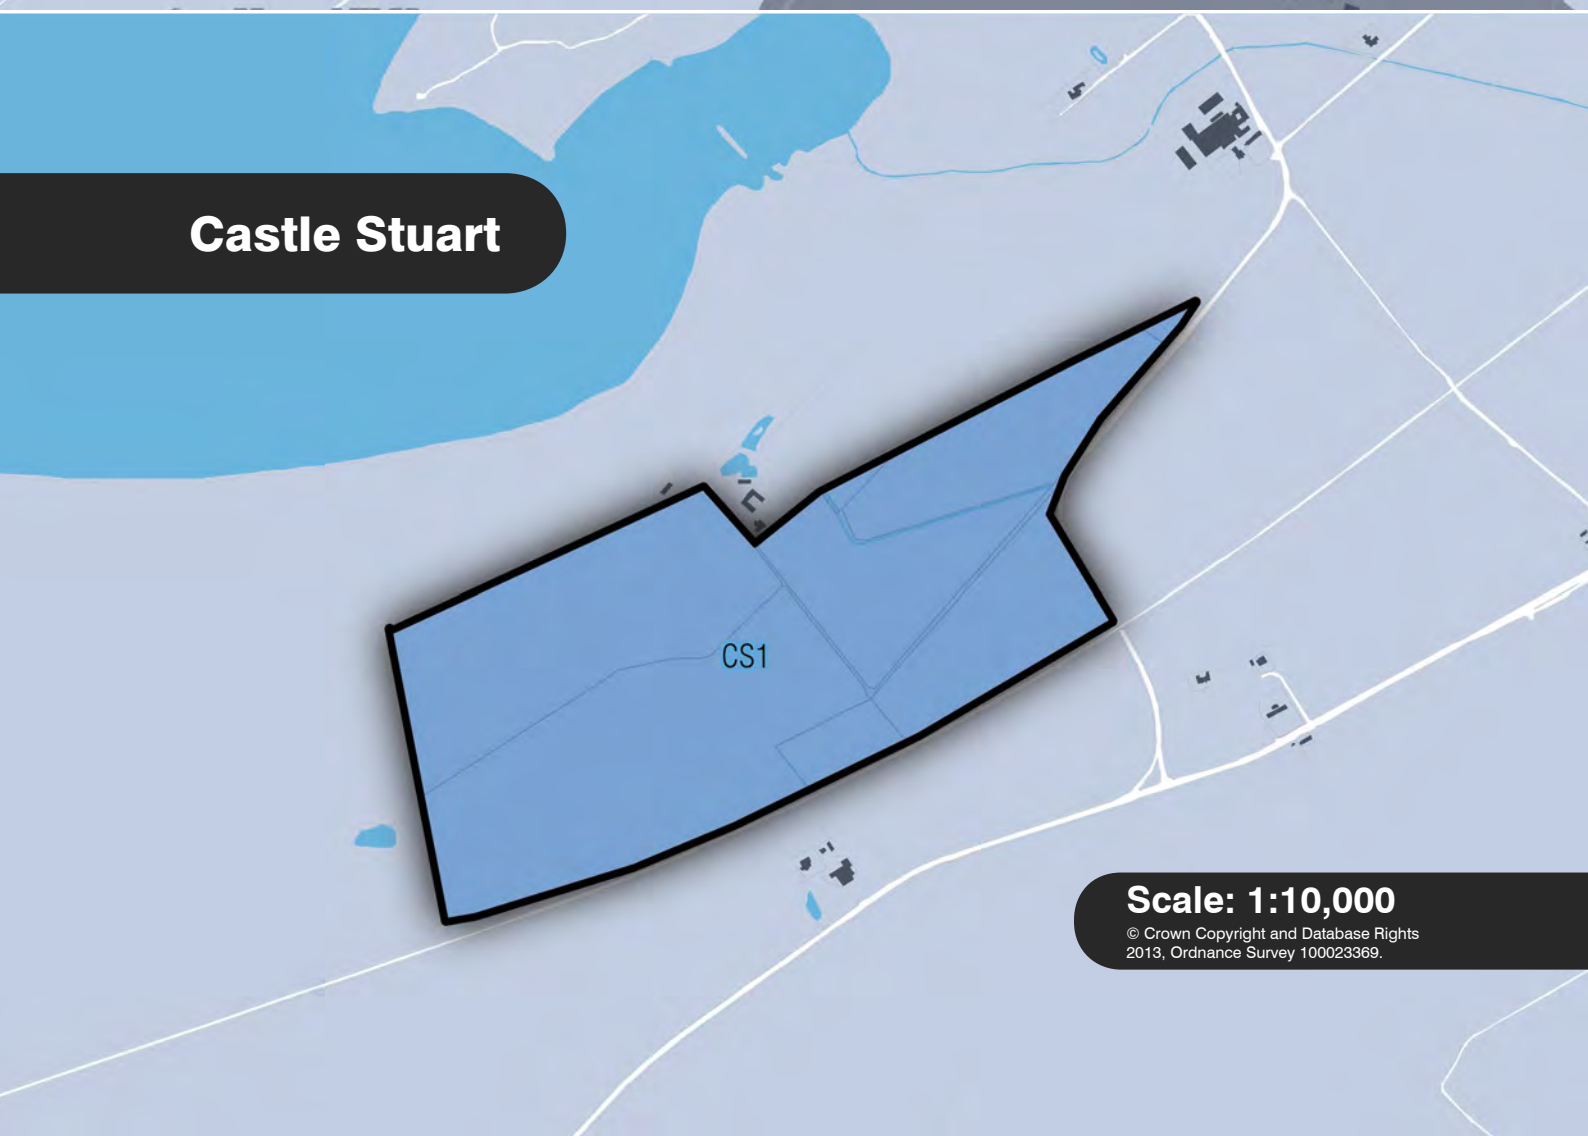 Castle Stuart
CS1
Scale: 1:10,000
© Crown Copyright and Database Rights
2013, Ordnance Survey 100023369.